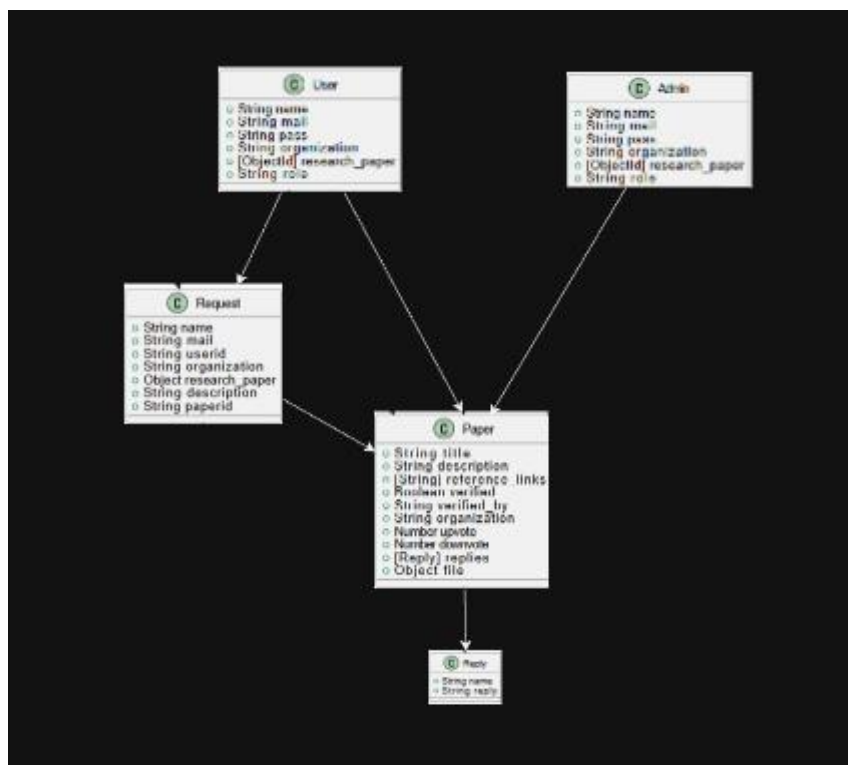 C User
String name
String mail
String pass
String organization
[ObjectId] research_paper
String role
C Admin
String name
String mail
String pass
String organization
[ObjectId] research_paper
String role
C Request
String name
String mail
String userid
String organization
Object research_paper
String description
String paperid
C Paper
String title
String description
[String] reference_links
Boolean verified
String verified_by
String organization
Number upvote
Number downvote
[Reply] replies
Object file
C Reply
String name
String reply